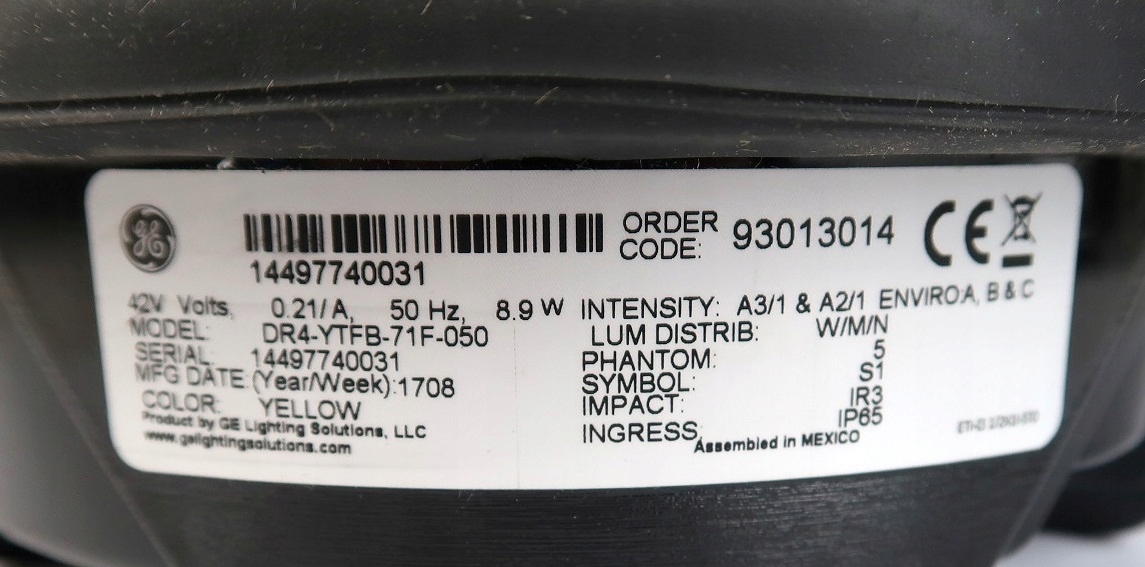 GE
ORDER CODE: 93013014
CE
14497740031
42V Volts, 0.21/A, 50 Hz, 8.9 W
MODEL: DR4-YTFB-71F-050
SERIAL 14497740031
MFG DATE:(Year/Week):1708
COLOR: YELLOW
Product by GE Lighting Solutions, LLC
www.gelightingsolutions.com
INTENSITY: A3/1 & A2/1 ENVIRO:A, B & C
LUM DISTRIB: W/M/N
PHANTOM: 5
SYMBOL: S1
IMPACT: IR3
INGRESS IP65
Assembled in MEXICO